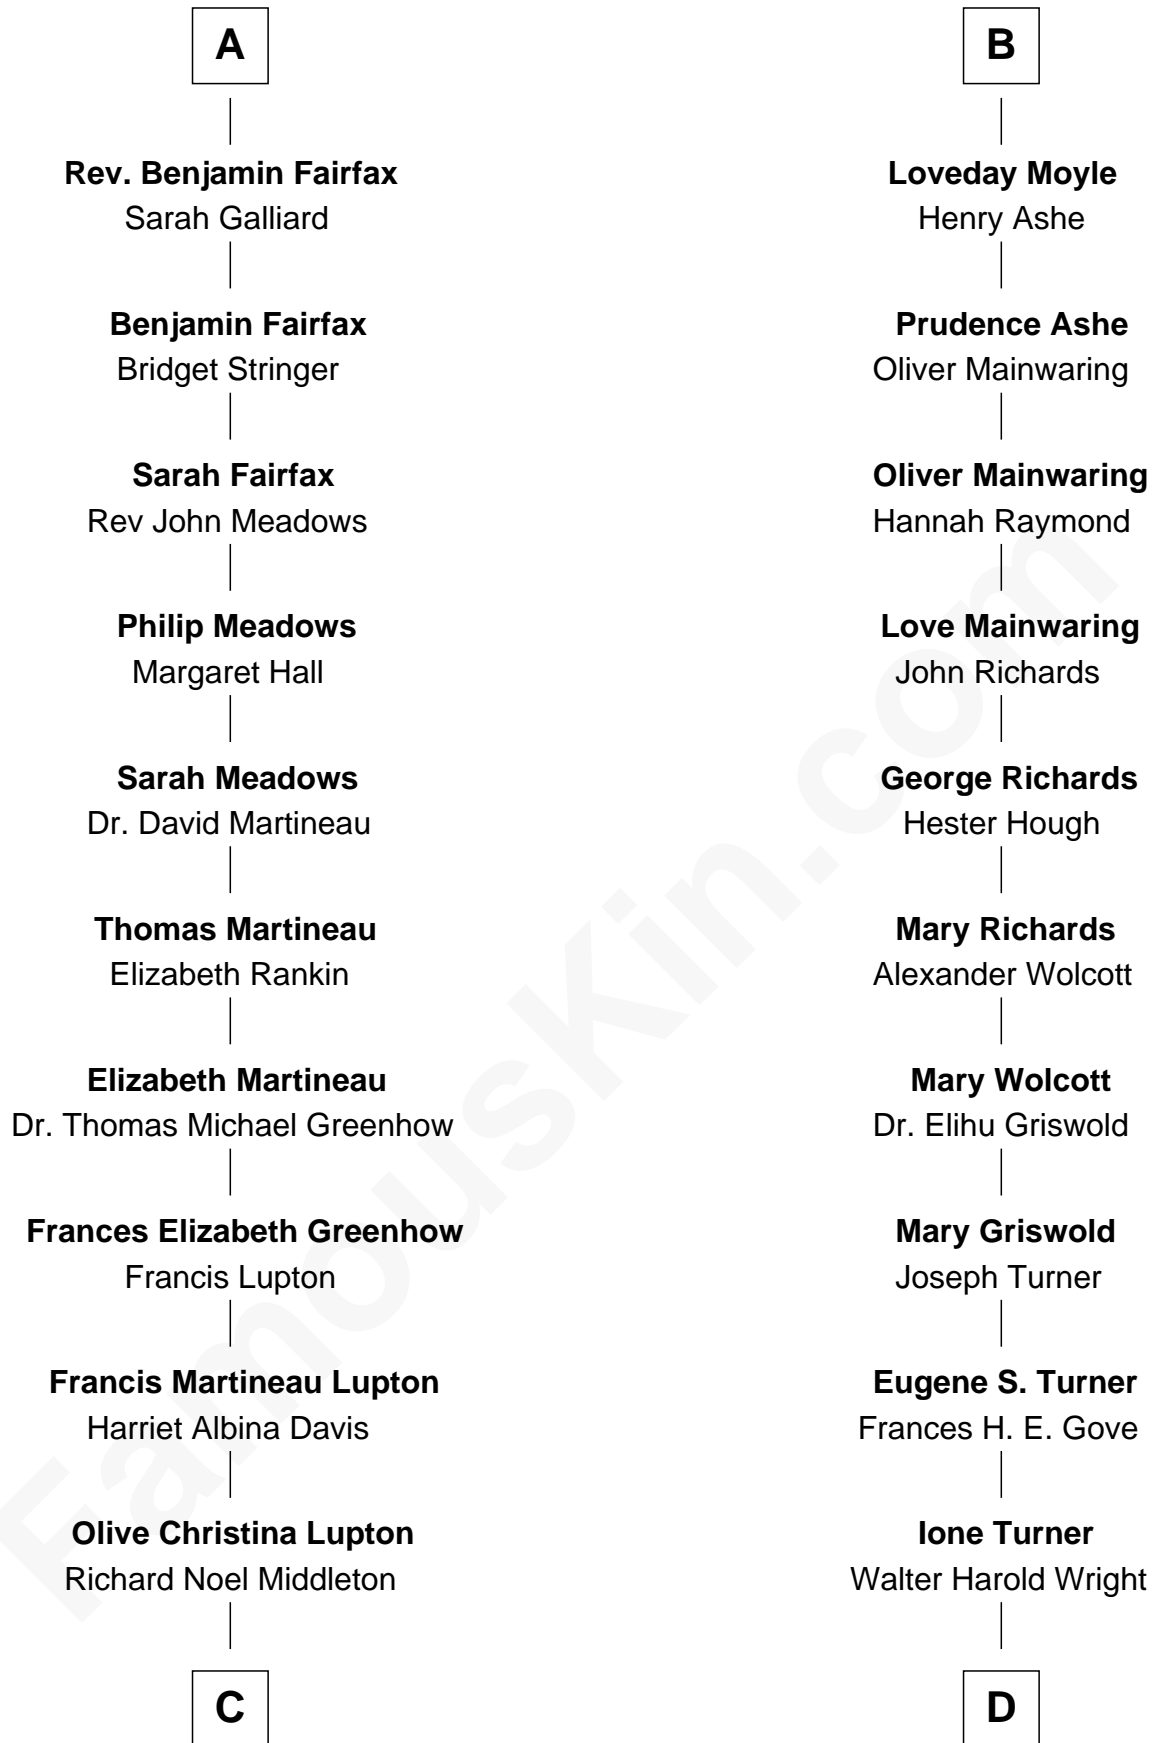 A
Rev. Benjamin Fairfax
Sarah Galliard
Benjamin Fairfax
Bridget Stringer
Sarah Fairfax
Rev John Meadows
Philip Meadows
Margaret Hall
Sarah Meadows
Dr. David Martineau
Thomas Martineau
Elizabeth Rankin
Elizabeth Martineau
Dr. Thomas Michael Greenhow
Frances Elizabeth Greenhow
Francis Lupton
Francis Martineau Lupton
Harriet Albina Davis
Olive Christina Lupton
Richard Noel Middleton
C
B
Loveday Moyle
Henry Ashe
Prudence Ashe
Oliver Mainwaring
Oliver Mainwaring
Hannah Raymond
Love Mainwaring
John Richards
George Richards
Hester Hough
Mary Richards
Alexander Wolcott
Mary Wolcott
Dr. Elihu Griswold
Mary Griswold
Joseph Turner
Eugene S. Turner
Frances H. E. Gove
Ione Turner
Walter Harold Wright
D
FamousKin.com